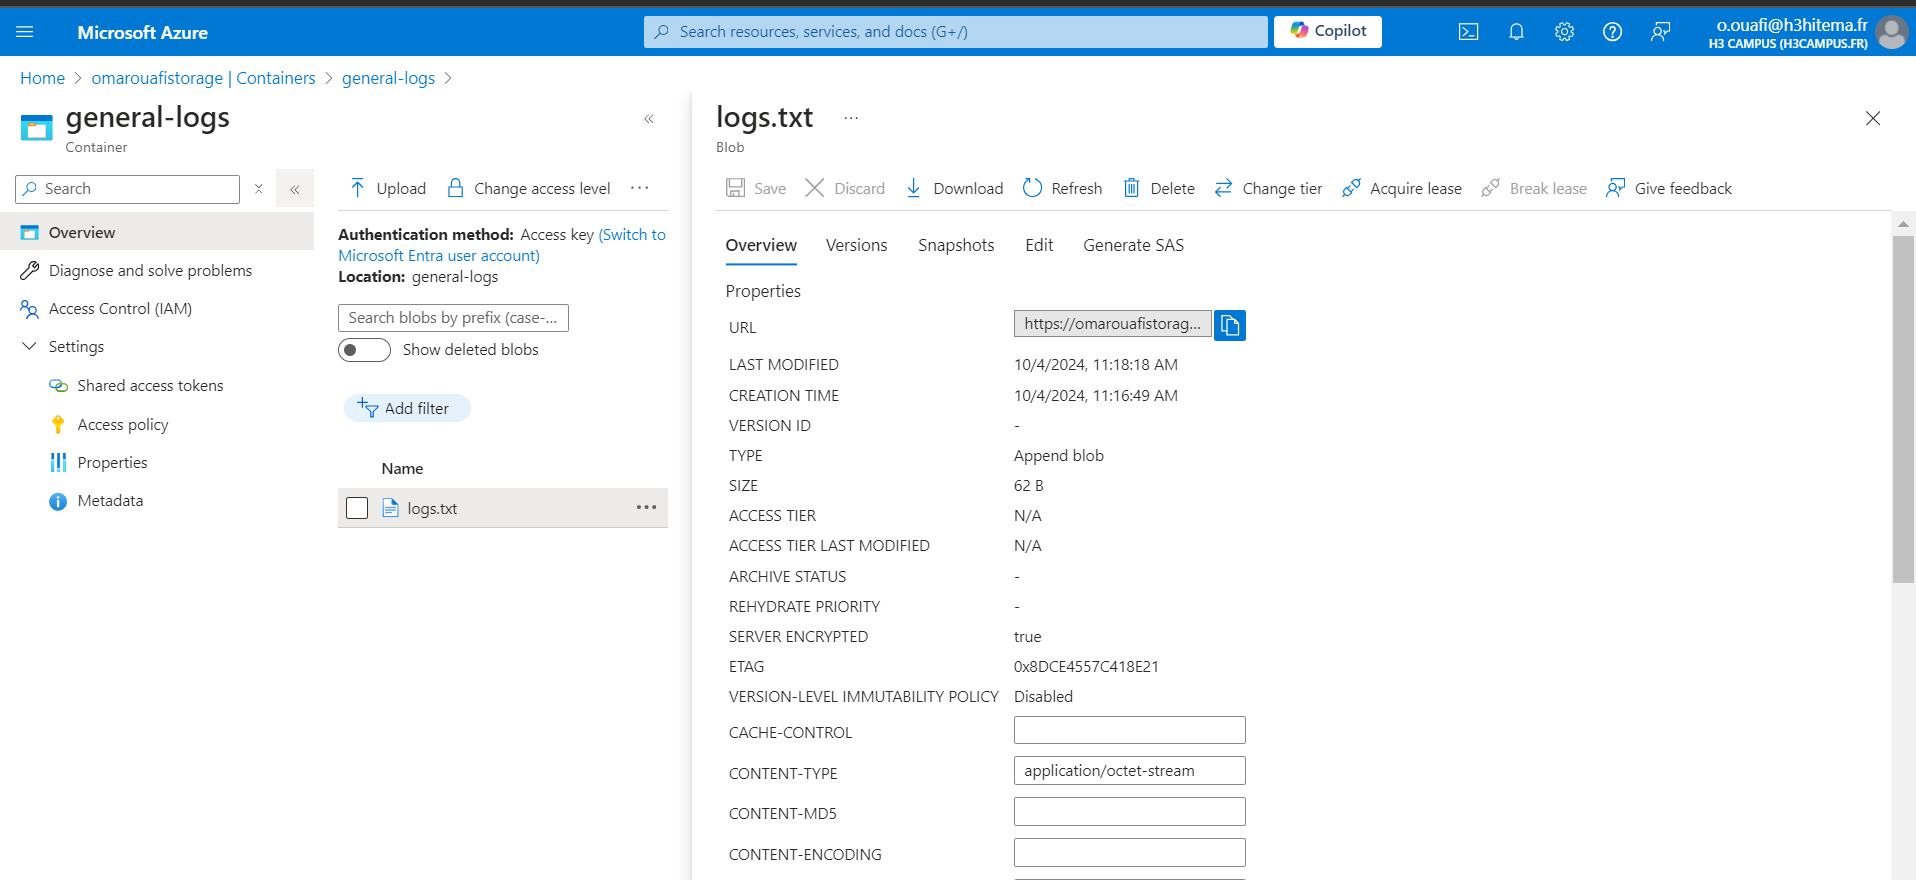 Microsoft Azure
Search resources, services, and docs (G+/)
Copilot
o.ouafi@h3hitema.fr
H3 CAMPUS (H3CAMPUS.FR)
Home > omarouafistorage | Containers > general-logs >
general-logs
Container
Search
Overview
Diagnose and solve problems
Access Control (IAM)
Settings
Shared access tokens
Access policy
Properties
Metadata
Upload
Change access level
Authentication method: Access key (Switch to
Microsoft Entra user account)
Location: general-logs
Search blobs by prefix (case-...
Show deleted blobs
Add filter
Name
logs.txt
logs.txt
Blob
Save
Discard
Download
Refresh
Delete
Change tier
Acquire lease
Break lease
Give feedback
Overview
Versions
Snapshots
Edit
Generate SAS
Properties
URL https://omarouafistorag...
LAST MODIFIED 10/4/2024, 11:18:18 AM
CREATION TIME 10/4/2024, 11:16:49 AM
VERSION ID -
TYPE Append blob
SIZE 62 B
ACCESS TIER N/A
ACCESS TIER LAST MODIFIED N/A
ARCHIVE STATUS -
REHYDRATE PRIORITY -
SERVER ENCRYPTED true
ETAG 0x8DCE4557C418E21
VERSION-LEVEL IMMUTABILITY POLICY Disabled
CACHE-CONTROL
CONTENT-TYPE application/octet-stream
CONTENT-MD5
CONTENT-ENCODING